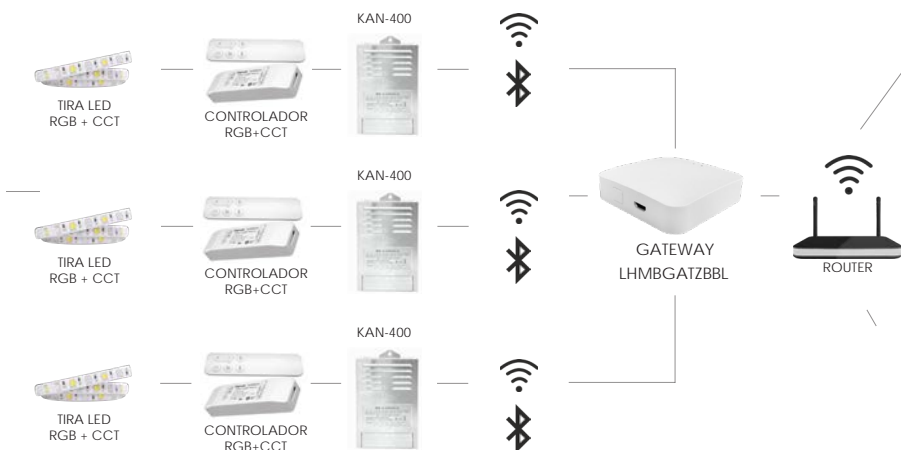 KAN-400
TIRA LED
RGB + CCT
CONTROLADOR
RGB+CCT
KAN-400
TIRA LED
RGB + CCT
CONTROLADOR
RGB+CCT
GATEWAY
LHMBGATZBBL
ROUTER
KAN-400
TIRA LED
RGB + CCT
CONTROLADOR
RGB+CCT